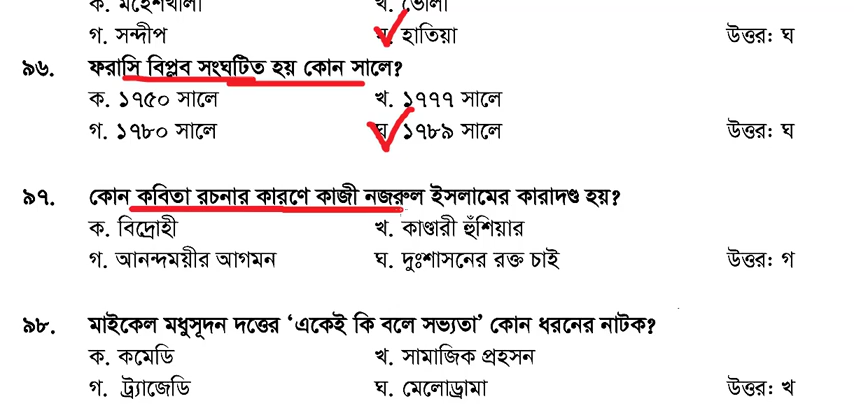 ক. মহেশখালী খ. ভোলা
গ. সন্দীপ ঘ. হাতিয়া উত্তর: ঘ
৯৬. ফরাসি বিপ্লব সংঘটিত হয় কোন সালে?
ক. ১৭৫০ সালে খ. ১৭৭৭ সালে
গ. ১৭৮০ সালে ঘ. ১৭৮৯ সালে উত্তর: ঘ
৯৭. কোন কবিতা রচনার কারণে কাজী নজরুল ইসলামের কারাদণ্ড হয়?
ক. বিদ্রোহী খ. কাণ্ডারী হুঁশিয়ার
গ. আনন্দময়ীর আগমন ঘ. দুঃশাসনের রক্ত চাই উত্তর: গ
৯৮. মাইকেল মধুসূদন দত্তের ‘একেই কি বলে সভ্যতা’ কোন ধরনের নাটক?
ক. কমেডি খ. সামাজিক প্রহসন
গ. ট্র্যাজেডি ঘ. মেলোড্রামা উত্তর: খ